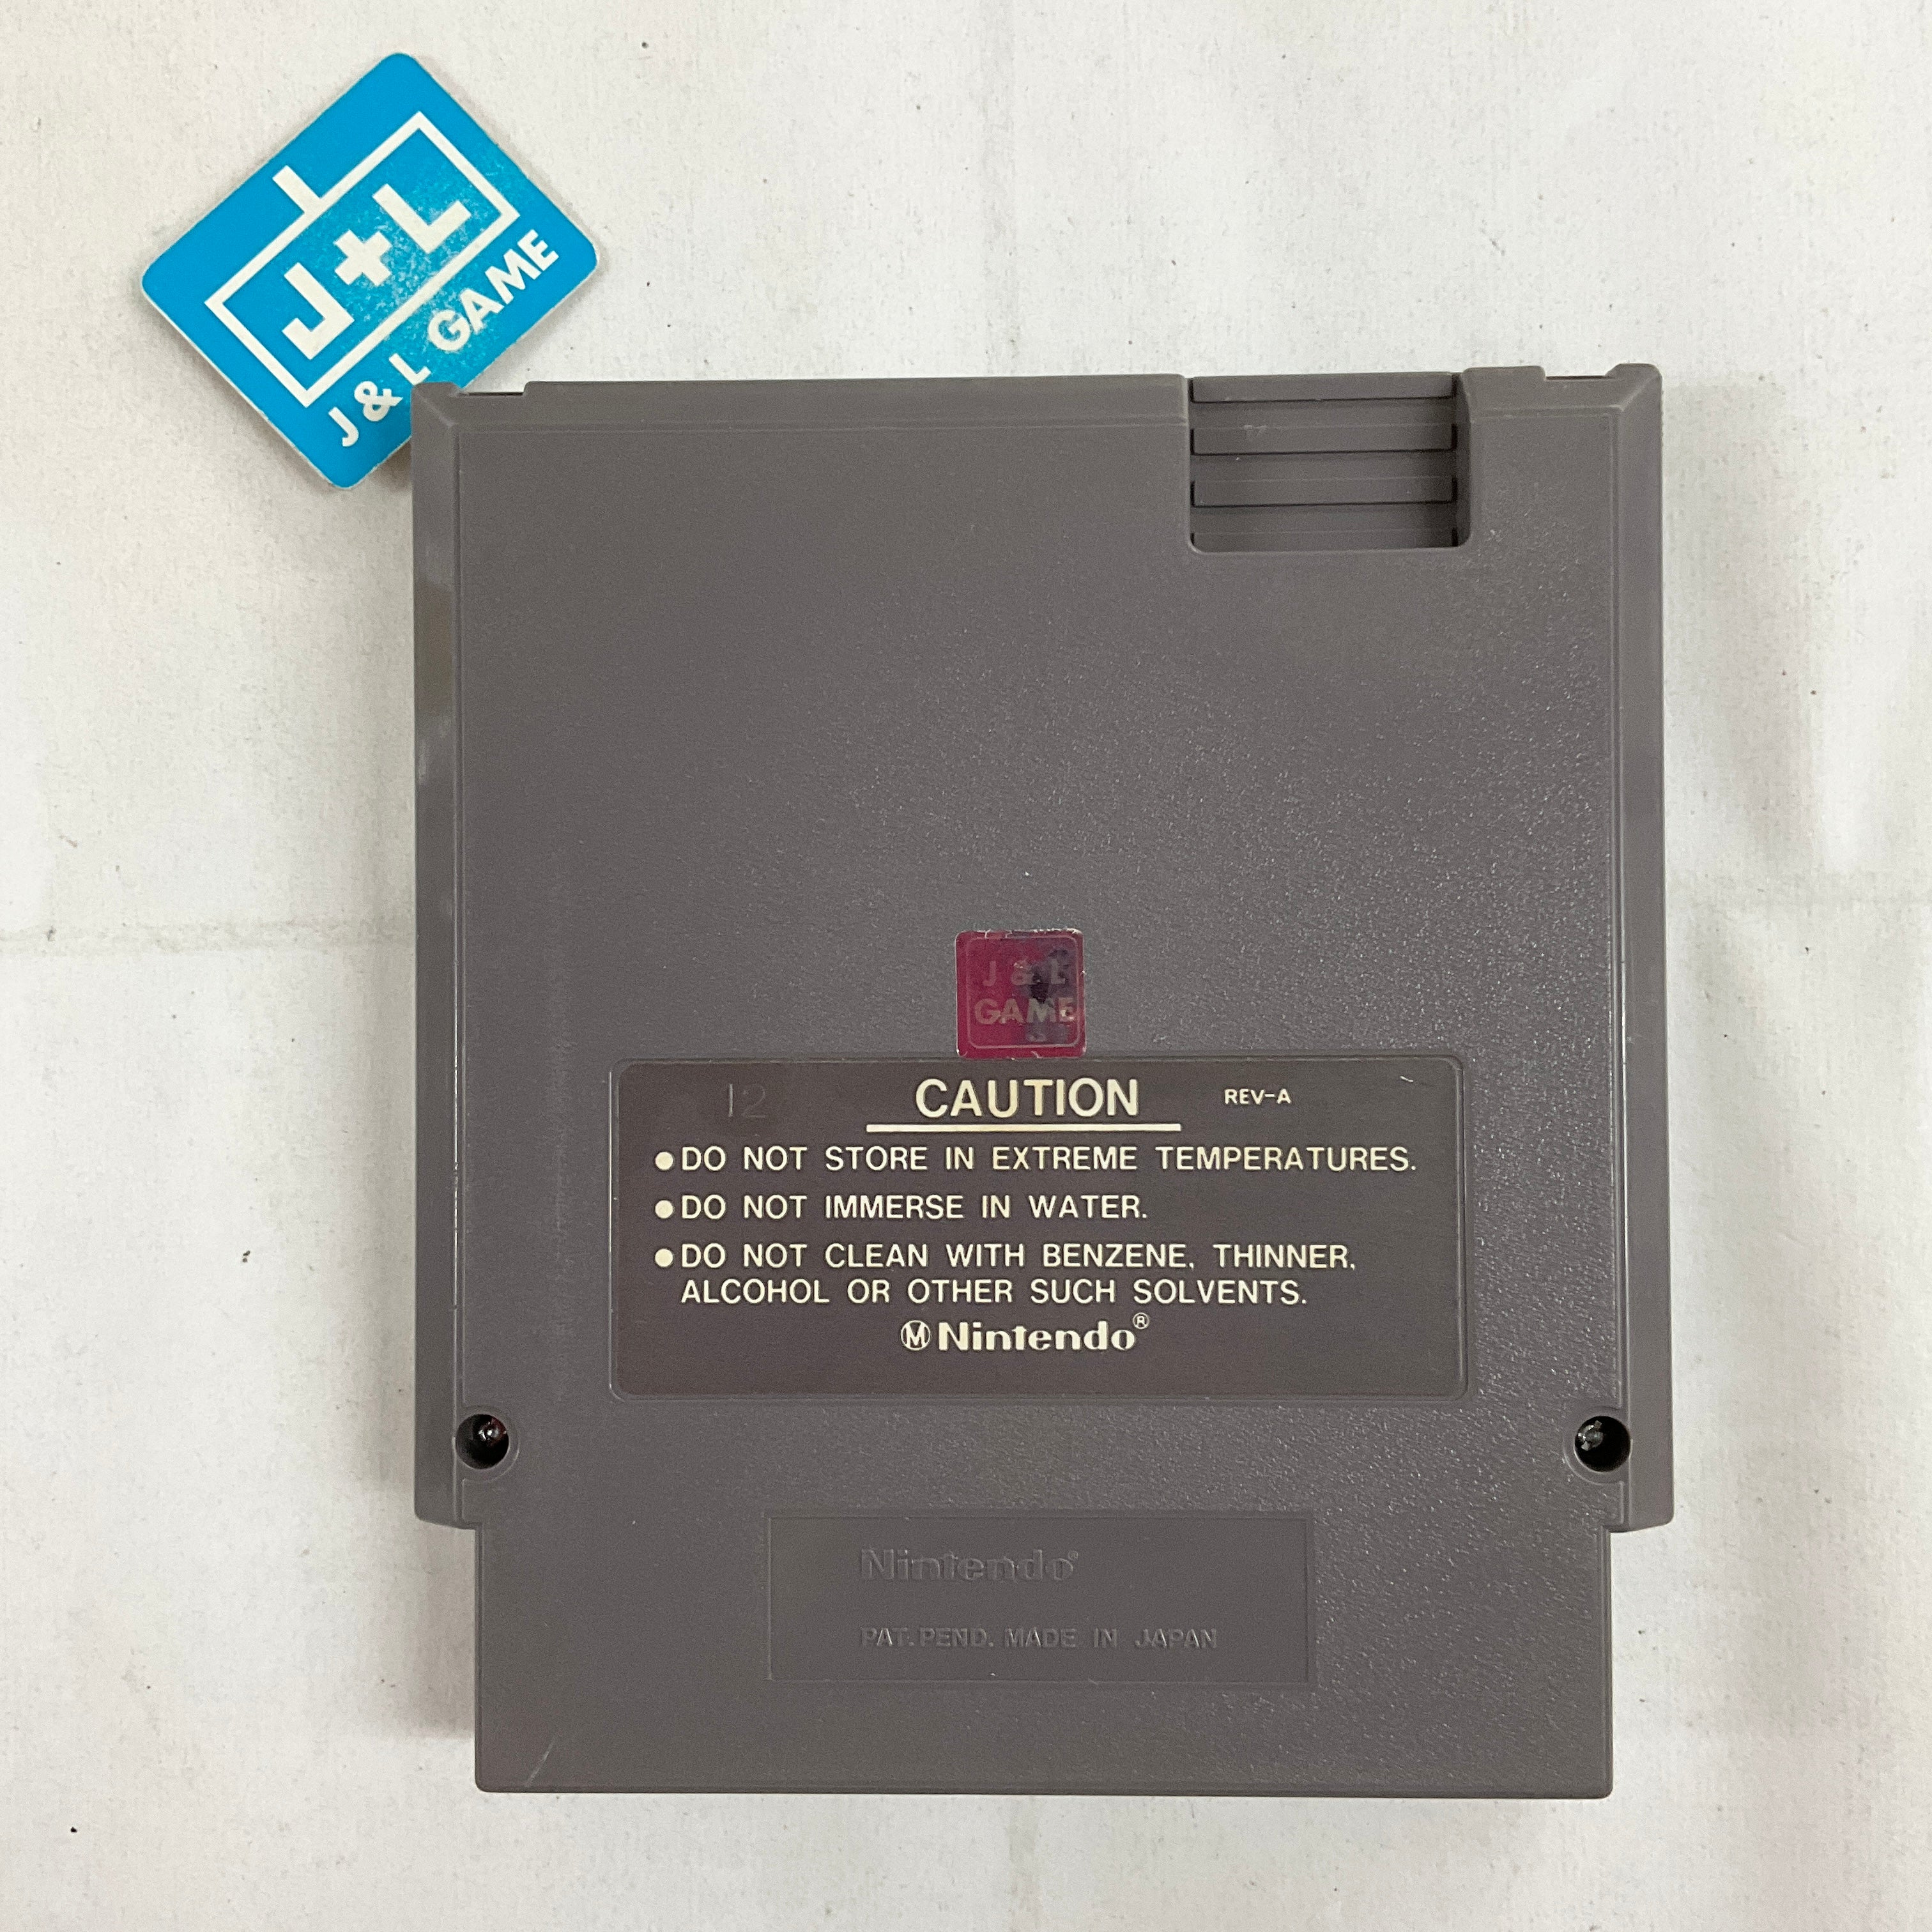 J+L
J & L GAME
J & L
GAME
12
CAUTION REV-A
●DO NOT STORE IN EXTREME TEMPERATURES.
●DO NOT IMMERSE IN WATER.
●DO NOT CLEAN WITH BENZENE, THINNER,
ALCOHOL OR OTHER SUCH SOLVENTS.
Ⓜ Nintendo®
Nintendo®
PAT. PEND. MADE IN JAPAN